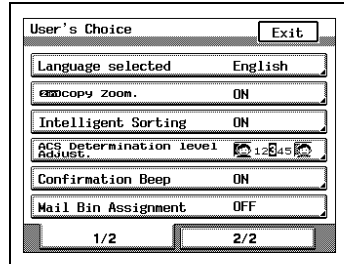 User's Choice
Exit
Language selected English
copy Zoom. ON
Intelligent Sorting ON
ACS Determination level
Adjust. 12345
Confirmation Beep ON
Mail Bin Assignment OFF
1/2 2/2